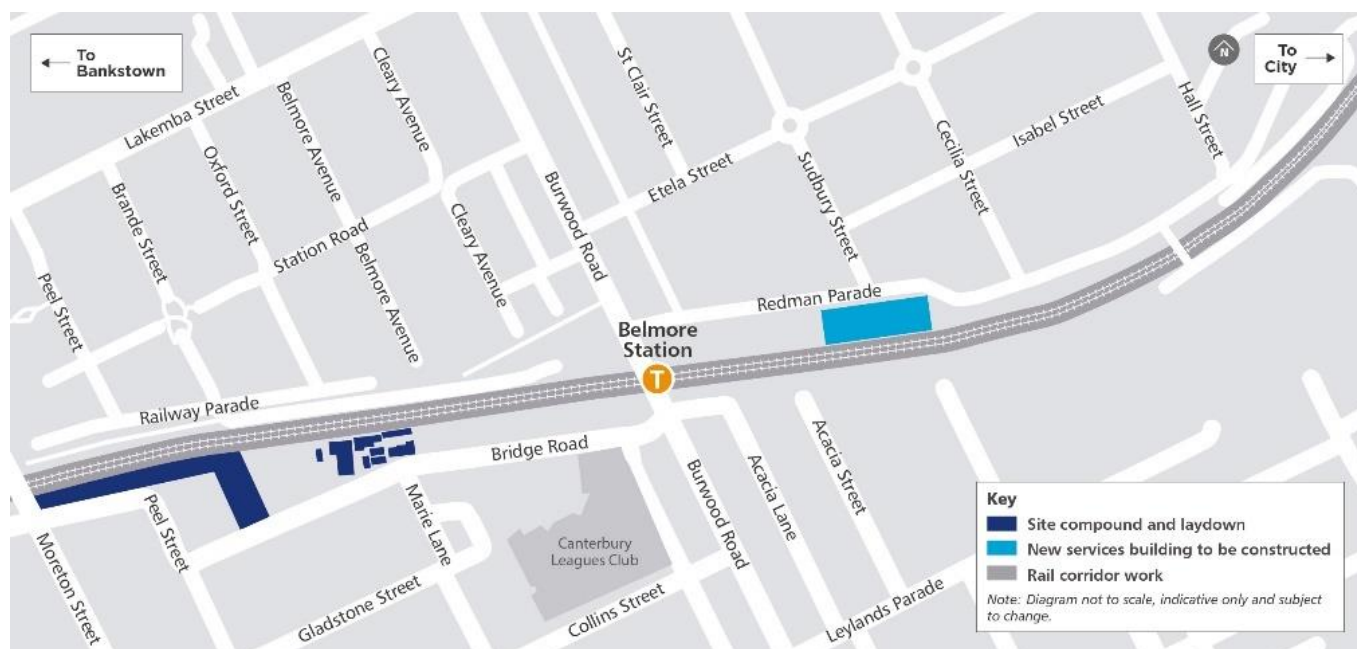 To
Bankstown
N
To
City
Lakemba Street
Belmore Avenue
Cleary Avenue
St Clair Street
Hall Street
Isabel Street
Cecilia Street
Oxford Street
Brande Street
Etela Street
Sudbury Street
Burwood Road
Cleary Avenue
Station Road
Belmore Avenue
Peel Street
Redman Parade
Belmore
Station
T
Railway Parade
Bridge Road
Acacia Street
Acacia Lane
Burwood Road
Marie Lane
Peel Street
Moreton Street
Canterbury
Leagues Club
Gladstone Street
Collins Street
Leylands Parade
Key
Site compound and laydown
New services building to be constructed
Rail corridor work
Note: Diagram not to scale, indicative only and subject
to change.